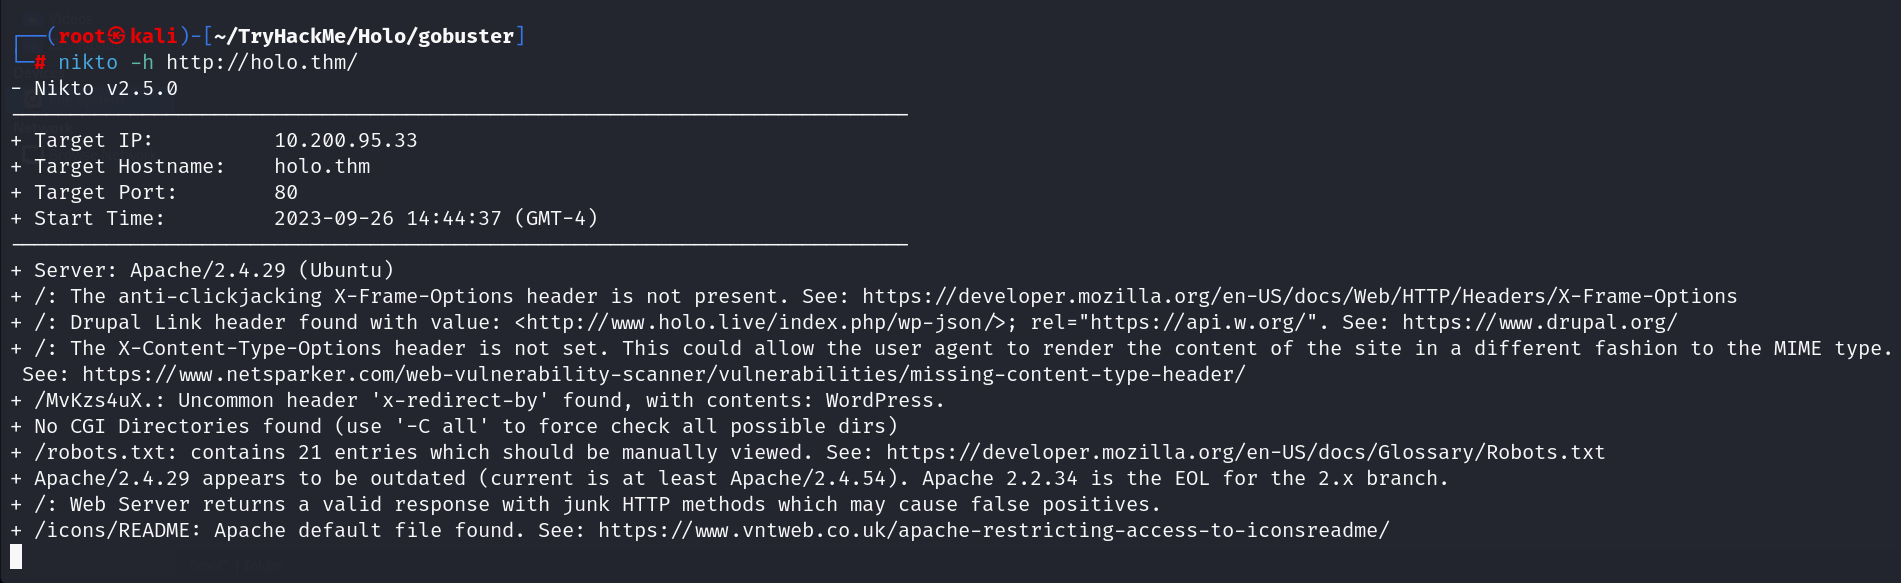 ┌──(root㉿kali)-[~/TryHackMe/Holo/gobuster]
└─# nikto -h http://holo.thm/
- Nikto v2.5.0
---------------------------------------------------------------------------
+ Target IP:          10.200.95.33
+ Target Hostname:    holo.thm
+ Target Port:        80
+ Start Time:         2023-09-26 14:44:37 (GMT-4)
---------------------------------------------------------------------------
+ Server: Apache/2.4.29 (Ubuntu)
+ /: The anti-clickjacking X-Frame-Options header is not present. See: https://developer.mozilla.org/en-US/docs/Web/HTTP/Headers/X-Frame-Options
+ /: Drupal Link header found with value: <http://www.holo.live/index.php/wp-json/>; rel="https://api.w.org/". See: https://www.drupal.org/
+ /: The X-Content-Type-Options header is not set. This could allow the user agent to render the content of the site in a different fashion to the MIME type.
 See: https://www.netsparker.com/web-vulnerability-scanner/vulnerabilities/missing-content-type-header/
+ /MvKzs4uX.: Uncommon header 'x-redirect-by' found, with contents: WordPress.
+ No CGI Directories found (use '-C all' to force check all possible dirs)
+ /robots.txt: contains 21 entries which should be manually viewed. See: https://developer.mozilla.org/en-US/docs/Glossary/Robots.txt
+ Apache/2.4.29 appears to be outdated (current is at least Apache/2.4.54). Apache 2.2.34 is the EOL for the 2.x branch.
+ /: Web Server returns a valid response with junk HTTP methods which may cause false positives.
+ /icons/README: Apache default file found. See: https://www.vntweb.co.uk/apache-restricting-access-to-iconsreadme/